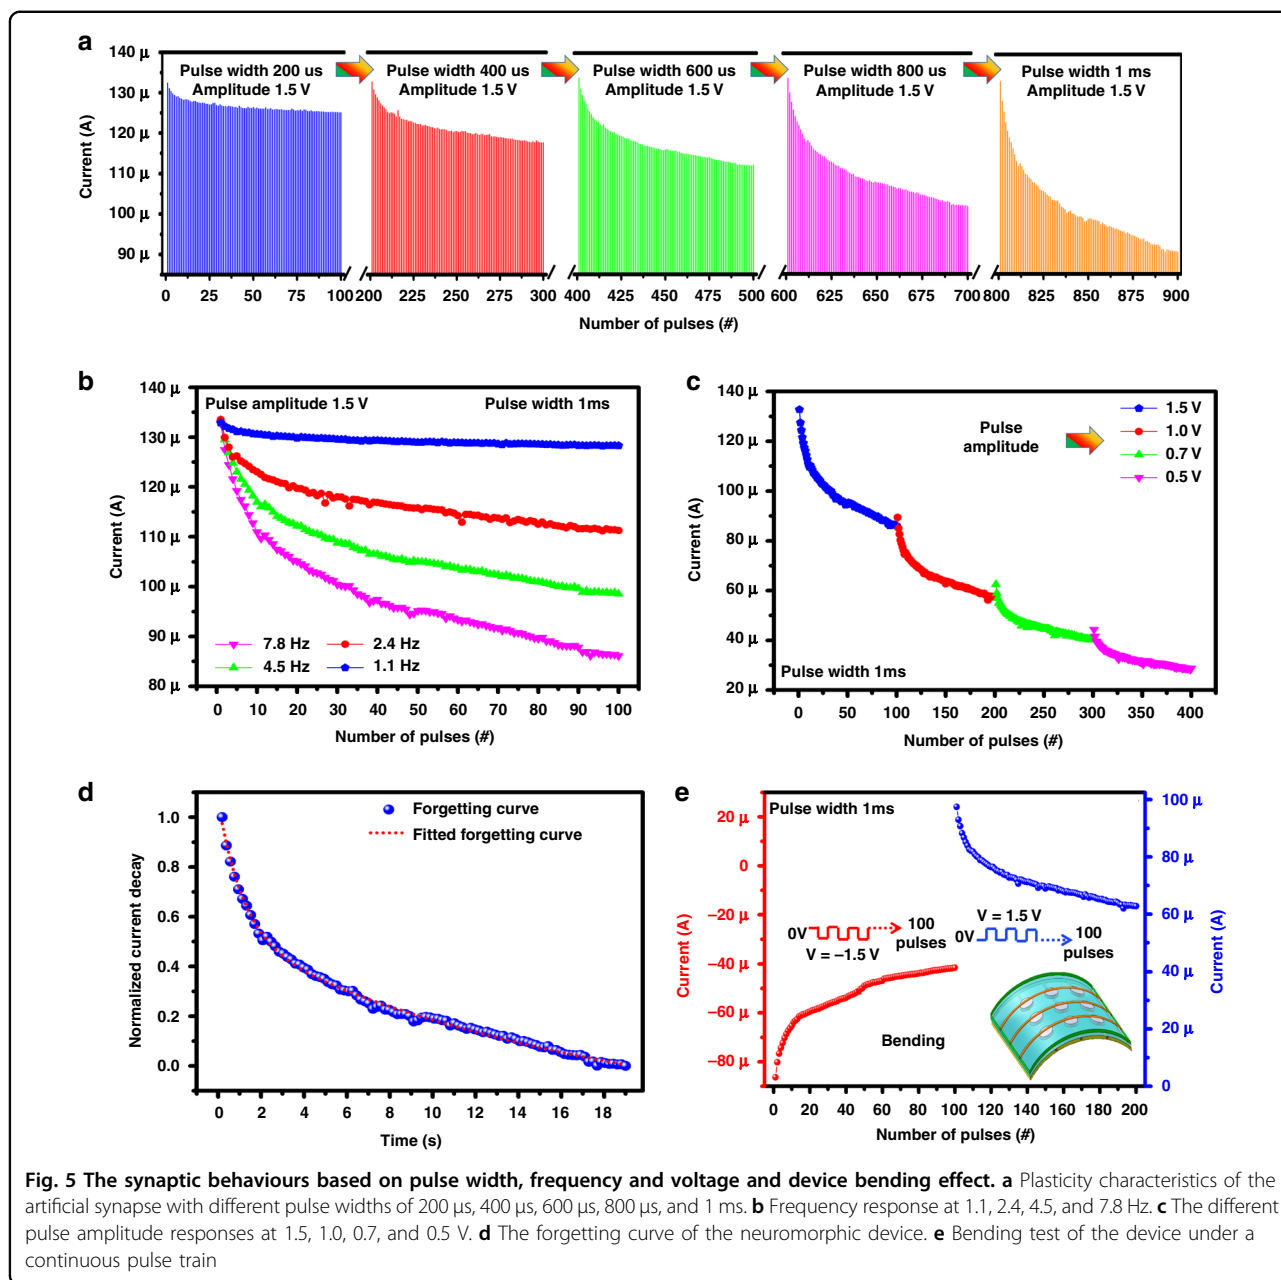 a
140 μ
130 μ
120 μ
110 μ
100 μ
90 μ
Current (A)
Pulse width 200 us
Amplitude 1.5 V
Pulse width 400 us
Amplitude 1.5 V
Pulse width 600 us
Amplitude 1.5 V
Pulse width 800 us
Amplitude 1.5 V
Pulse width 1 ms
Amplitude 1.5 V
0 25 50 75 100 200 225 250 275 300 400 425 450 475 500 600 625 650 675 700 800 825 850 875 900
Number of pulses (#)
b
140 μ
130 μ
120 μ
110 μ
100 μ
90 μ
80 μ
Current (A)
Pulse amplitude 1.5 V Pulse width 1ms
7.8 Hz 2.4 Hz
4.5 Hz 1.1 Hz
0 10 20 30 40 50 60 70 80 90 100
Number of pulses (#)
c
140 μ
120 μ
100 μ
80 μ
60 μ
40 μ
20 μ
Current (A)
Pulse
amplitude
1.5 V
1.0 V
0.7 V
0.5 V
Pulse width 1ms
0 50 100 150 200 250 300 350 400
Number of pulses (#)
d
1.0
0.8
0.6
0.4
0.2
0.0
Normalized current decay
Forgetting curve
Fitted forgetting curve
0 2 4 6 8 10 12 14 16 18
Time (s)
e
Pulse width 1ms
20 μ
0
−20 μ
−40 μ
−60 μ
−80 μ
Current (A)
0V
V = −1.5 V
100
pulses
V = 1.5 V
0V
100
pulses
Bending
100 μ
80 μ
60 μ
40 μ
20 μ
0
Current (A)
0 20 40 60 80 100 120 140 160 180 200
Number of pulses (#)
Fig. 5 The synaptic behaviours based on pulse width, frequency and voltage and device bending effect. a Plasticity characteristics of the
artificial synapse with different pulse widths of 200 μs, 400 μs, 600 μs, 800 μs, and 1 ms. b Frequency response at 1.1, 2.4, 4.5, and 7.8 Hz. c The different
pulse amplitude responses at 1.5, 1.0, 0.7, and 0.5 V. d The forgetting curve of the neuromorphic device. e Bending test of the device under a
continuous pulse train